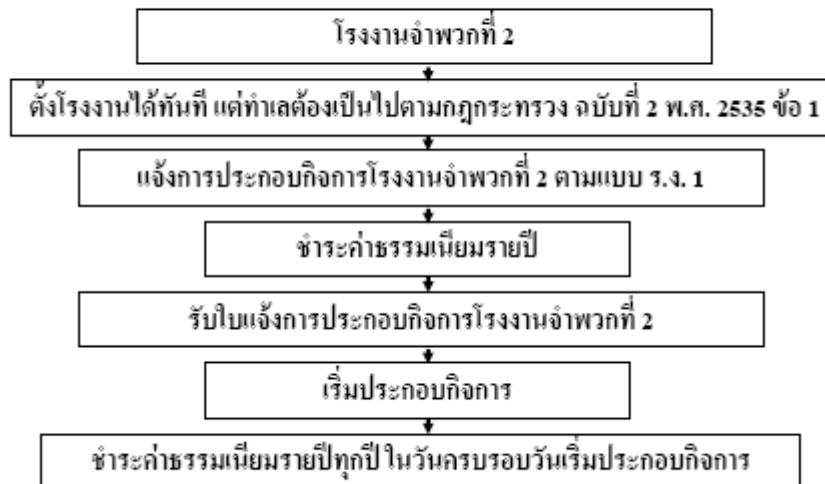 โรงงานจำพวกที่ 2
ตั้งโรงงานได้ทันที แต่ทำเลต้องเป็นไปตามกฎกระทรวง ฉบับที่ 2 พ.ศ. 2535 ข้อ 1
แจ้งการประกอบกิจการโรงงานจำพวกที่ 2 ตามแบบ ร.ง. 1
ชำระค่าธรรมเนียมรายปี
รับใบแจ้งการประกอบกิจการโรงงานจำพวกที่ 2
เริ่มประกอบกิจการ
ชำระค่าธรรมเนียมรายปีทุกปี ในวันครบรอบวันเริ่มประกอบกิจการ